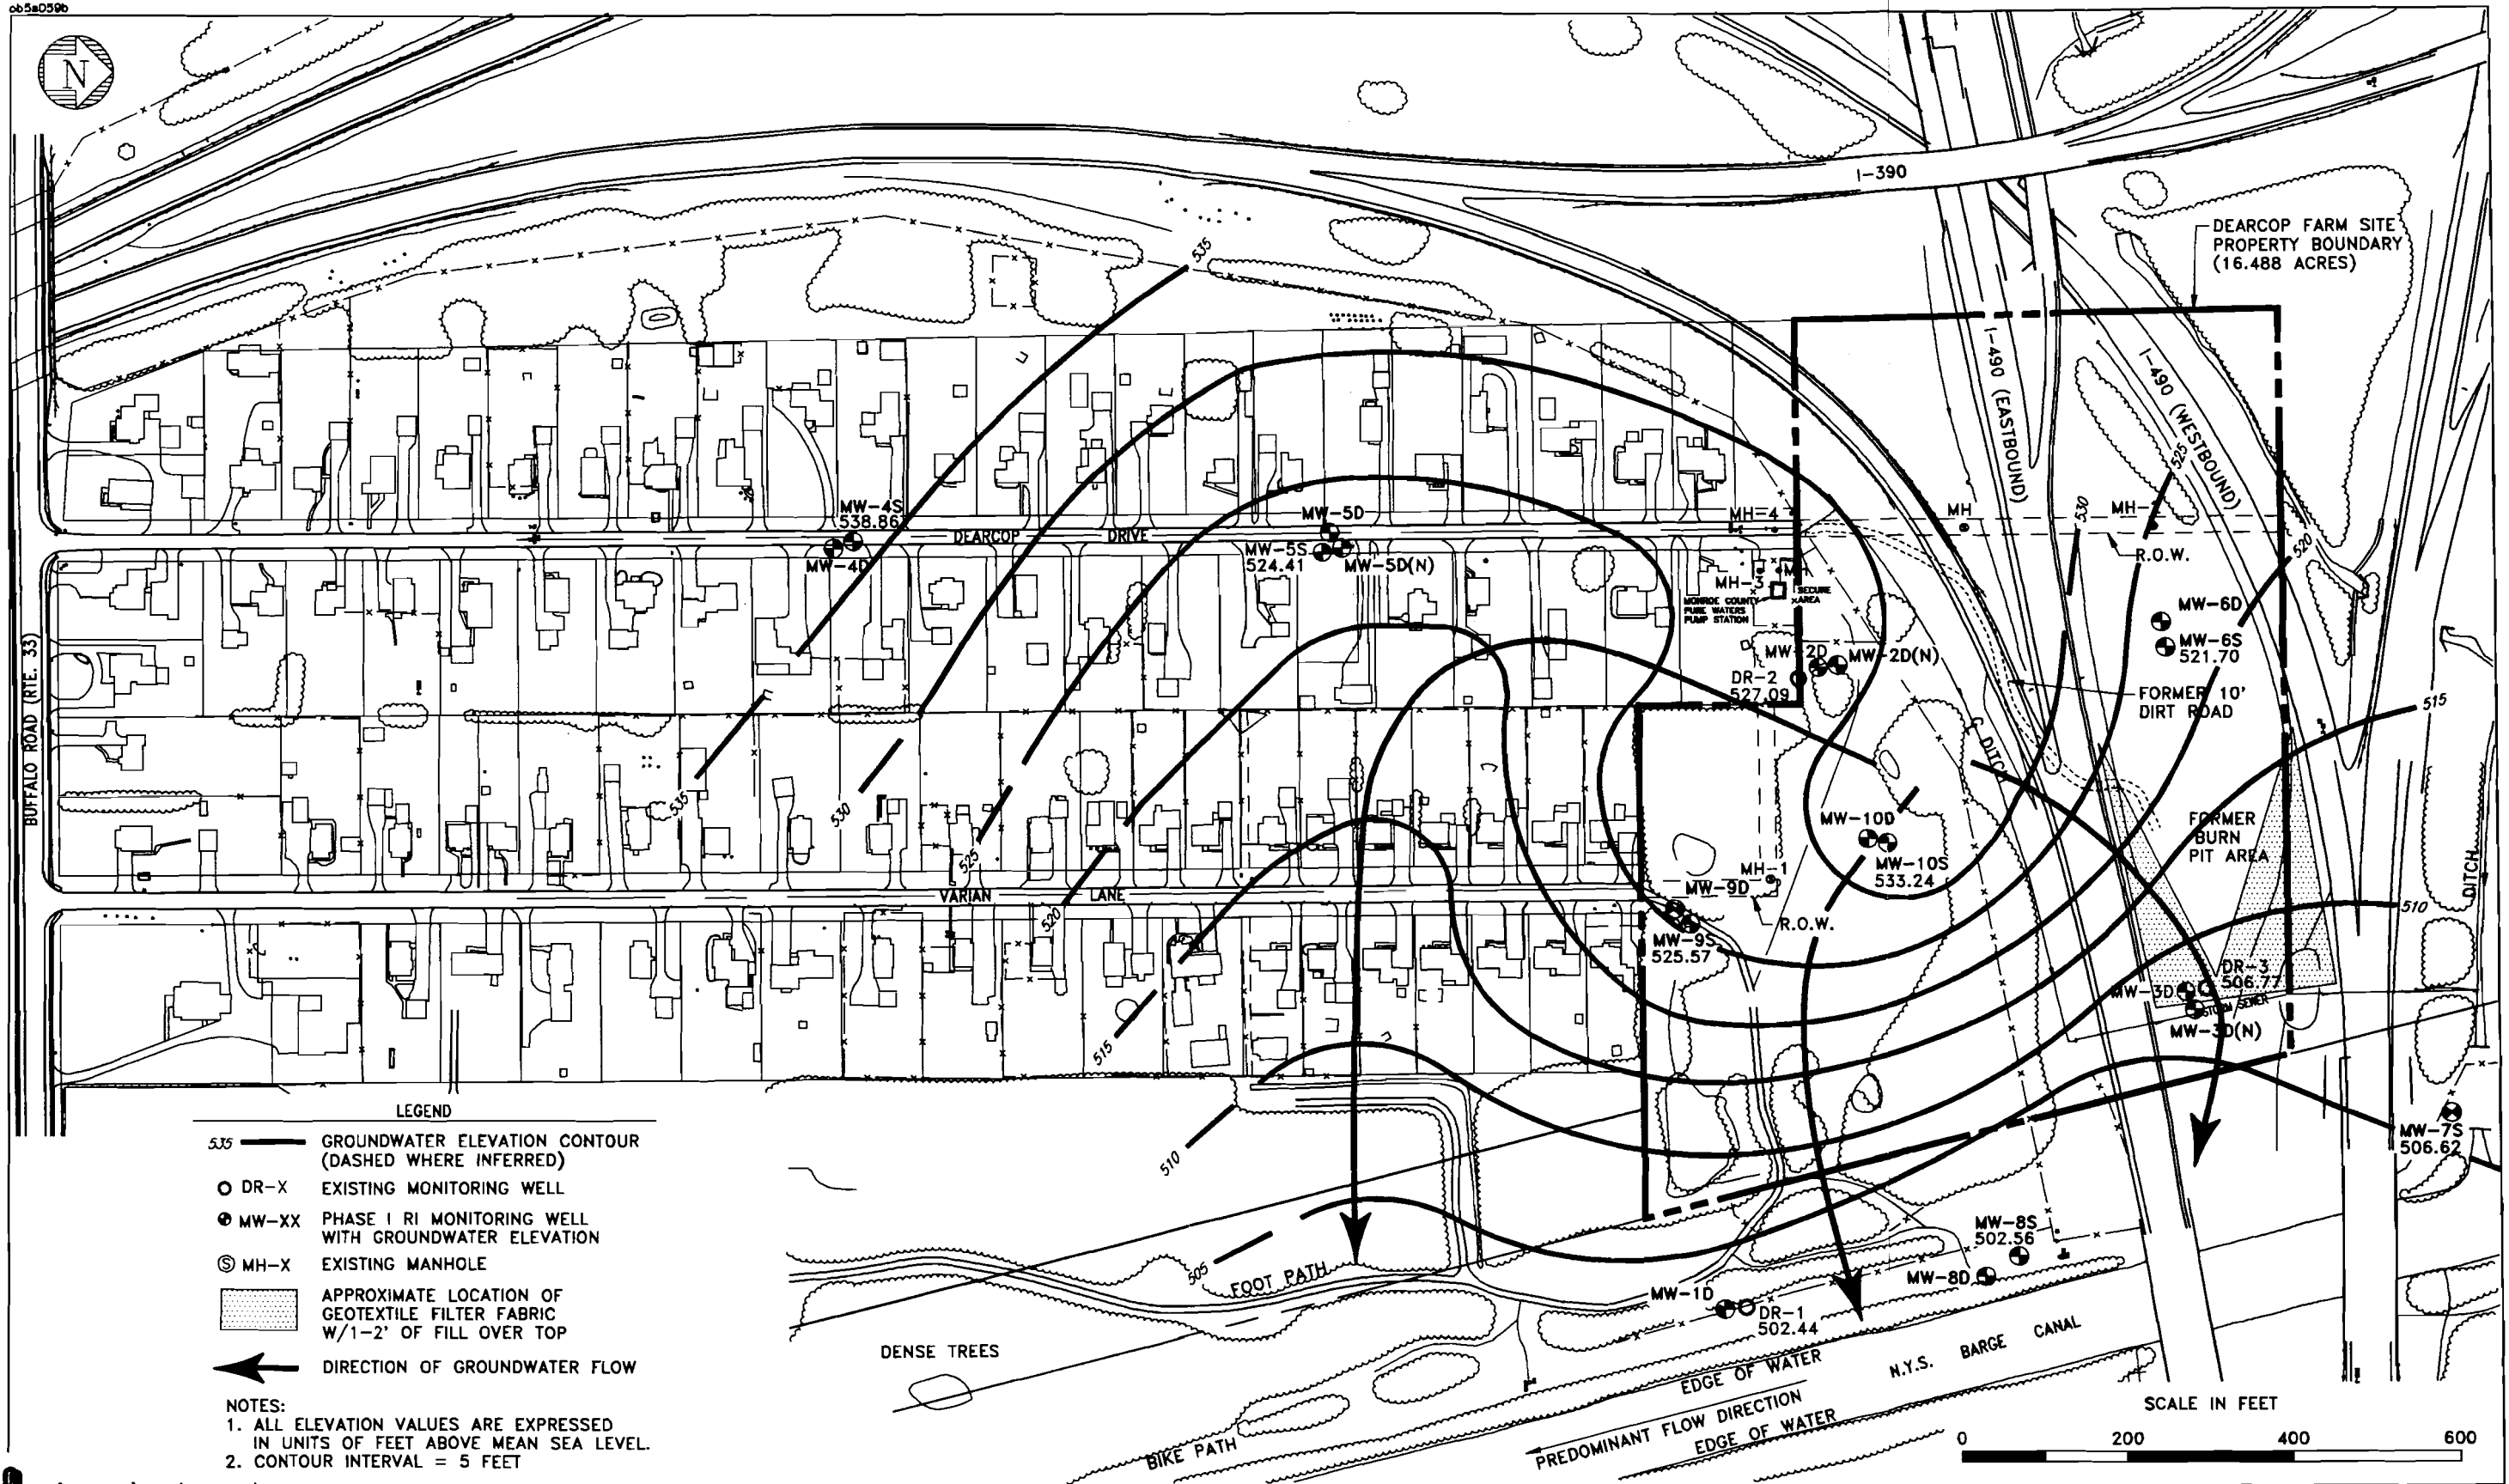 ob5a059b
N
I-390
DEARCOP FARM SITE
PROPERTY BOUNDARY
(16.488 ACRES)
535
I-490 (EASTBOUND)
I-490 (WESTBOUND)
525
530
520
MW-4S
538.86
MW-4D
DEARCOP DRIVE
MW-5D
MW-5S
524.41
MW-5D(N)
MH-4
MH
MH-
R.O.W.
MH-3
MH
SECURE
AREA
MONROE COUNTY
PURE WATERS
PUMP STATION
MW-6D
MW-6S
521.70
MW-2D
MW-2D(N)
DR-2
527.09
FORMER 10'
DIRT ROAD
515
DITCH
BUFFALO ROAD (RTE. 33)
535
530
525
520
515
510
505
FORMER
BURN
PIT AREA
MW-10D
MW-10S
533.24
MH-1
MW-9D
R.O.W.
MW-9S
525.57
VARIAN LANE
510
DITCH
DR-3
506.77
MW-3D
STORM SEWER
MW-3D(N)
MW-7S
506.62
MW-8S
502.56
MW-8D
MW-1D
DR-1
502.44
FOOT PATH
DENSE TREES
BIKE PATH
EDGE OF WATER
N.Y.S. BARGE CANAL
PREDOMINANT FLOW DIRECTION
EDGE OF WATER
LEGEND
535 GROUNDWATER ELEVATION CONTOUR
(DASHED WHERE INFERRED)
DR-X EXISTING MONITORING WELL
MW-XX PHASE I RI MONITORING WELL
WITH GROUNDWATER ELEVATION
S MH-X EXISTING MANHOLE
APPROXIMATE LOCATION OF
GEOTEXTILE FILTER FABRIC
W/1-2' OF FILL OVER TOP
DIRECTION OF GROUNDWATER FLOW
NOTES:
1. ALL ELEVATION VALUES ARE EXPRESSED
IN UNITS OF FEET ABOVE MEAN SEA LEVEL.
2. CONTOUR INTERVAL = 5 FEET
SCALE IN FEET
0 200 400 600